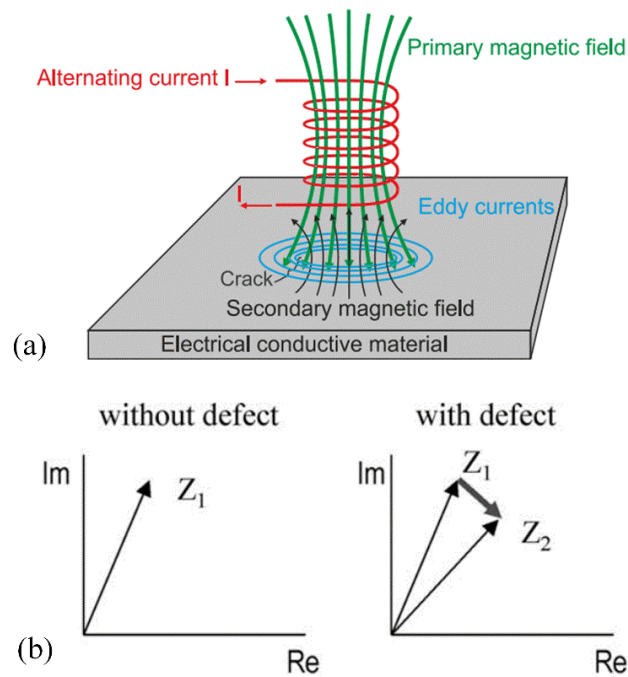 Primary magnetic field
Alternating current I
I
Eddy currents
Crack
Secondary magnetic field
Electrical conductive material
(a)
without defect
with defect
Im
Z1
Re
Im
Z1
Z2
Re
(b)